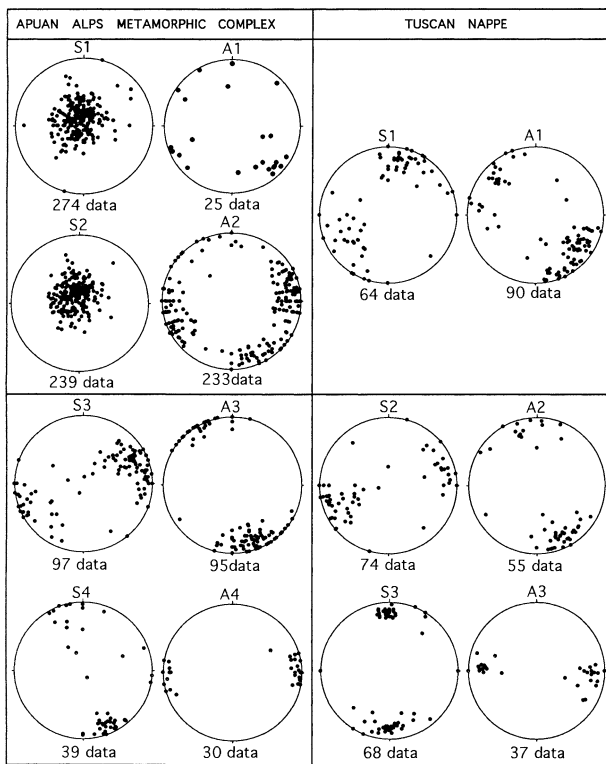 APUAN ALPS METAMORPHIC COMPLEX
TUSCAN NAPPE
S1
A1
274 data
25 data
S2
A2
239 data
233data
S1
A1
64 data
90 data
S3
A3
97 data
95data
S4
A4
39 data
30 data
S2
A2
74 data
55 data
S3
A3
68 data
37 data